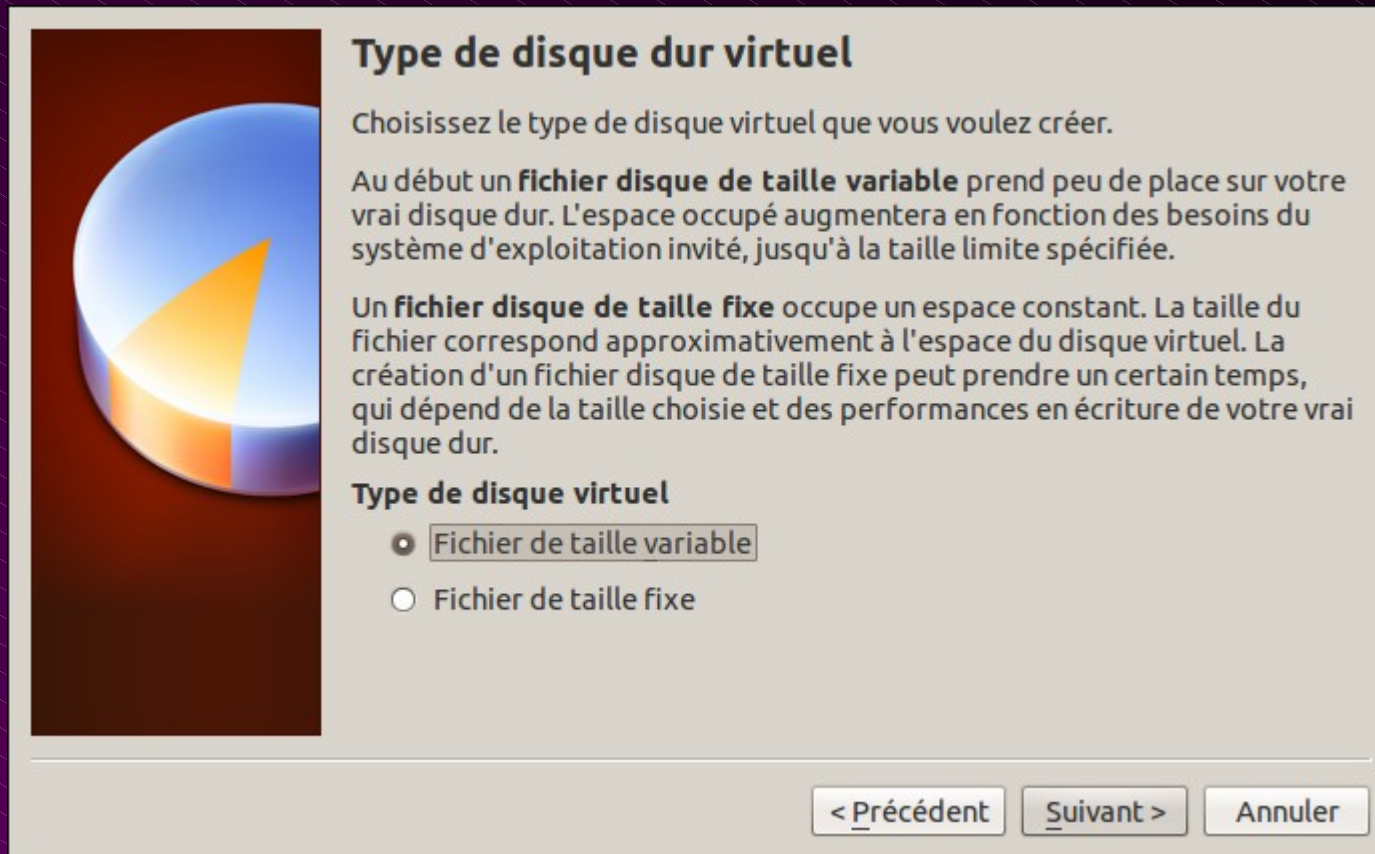 Type de disque dur virtuel
Choisissez le type de disque virtuel que vous voulez créer.
Au début un fichier disque de taille variable prend peu de place sur votre
vrai disque dur. L'espace occupé augmentera en fonction des besoins du
système d'exploitation invité, jusqu'à la taille limite spécifiée.
Un fichier disque de taille fixe occupe un espace constant. La taille du
fichier correspond approximativement à l'espace du disque virtuel. La
création d'un fichier disque de taille fixe peut prendre un certain temps,
qui dépend de la taille choisie et des performances en écriture de votre vrai
disque dur.
Type de disque virtuel
Fichier de taille variable
Fichier de taille fixe
< Précédent Suivant > Annuler